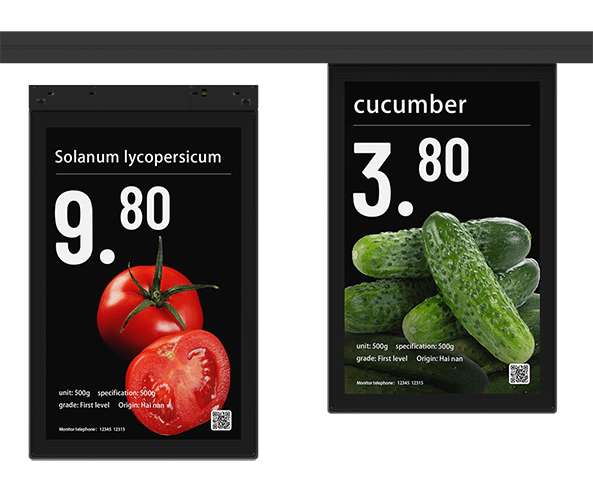 Solanum lycopersicum
9.80
unit: 500g specification: 500g
grade: First level Origin: Hai nan
Monitor telephone: 12345 12315
cucumber
3.80
unit: 500g specification: 500g
grade: First level Origin: Hai nan
Monitor telephone: 12345 12315